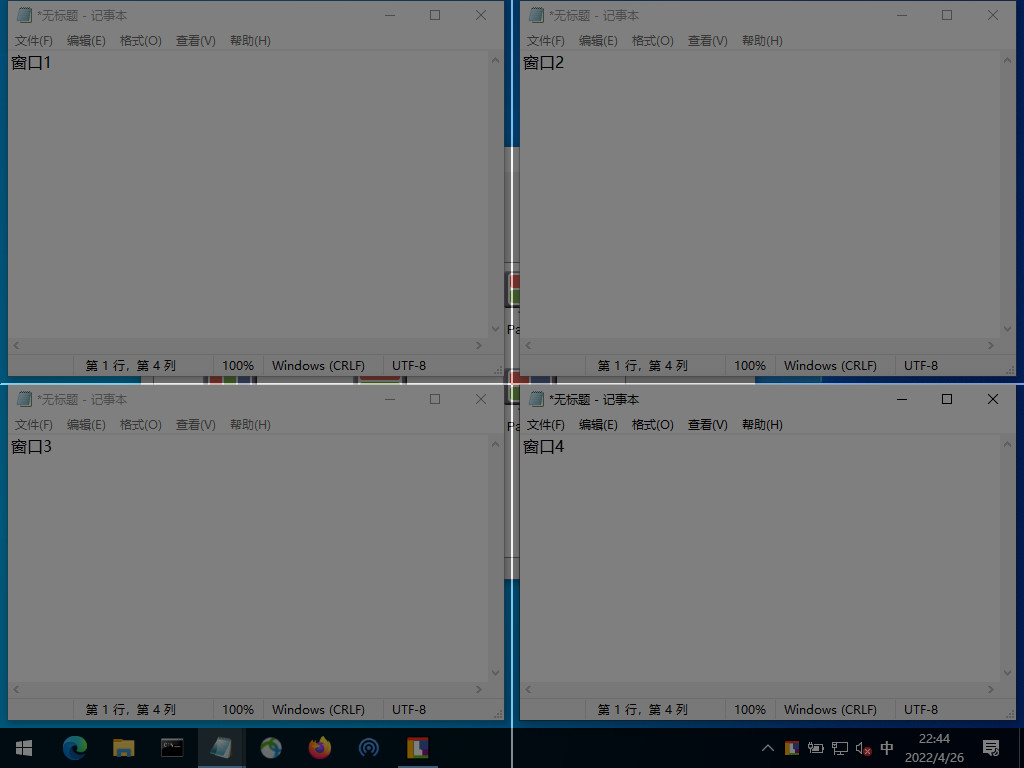 *无标题 - 记事本
文件(F) 编辑(E) 格式(O) 查看(V) 帮助(H)
窗口1
第 1 行，第 4 列 100% Windows (CRLF) UTF-8
*无标题 - 记事本
文件(F) 编辑(E) 格式(O) 查看(V) 帮助(H)
窗口2
第 1 行，第 4 列 100% Windows (CRLF) UTF-8
Pa
*无标题 - 记事本
文件(F) 编辑(E) 格式(O) 查看(V) 帮助(H)
窗口3
第 1 行，第 4 列 100% Windows (CRLF) UTF-8
*无标题 - 记事本
文件(F) 编辑(E) 格式(O) 查看(V) 帮助(H)
窗口4
第 1 行，第 4 列 100% Windows (CRLF) UTF-8
Pa
中
22:44
2022/4/26